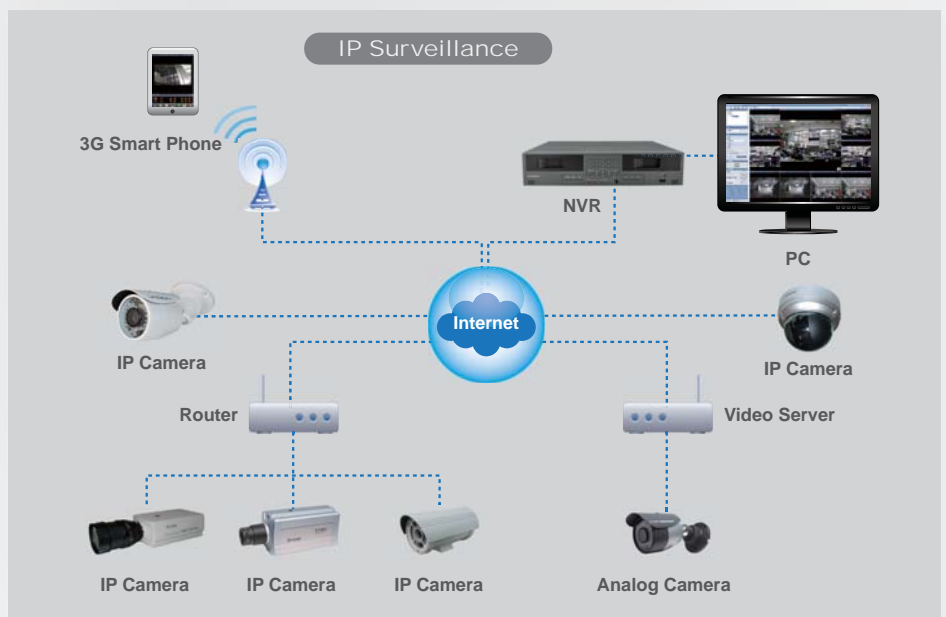 IP Surveillance
3G Smart Phone
NVR
PC
IP Camera
Internet
IP Camera
Router
Video Server
IP Camera
IP Camera
IP Camera
Analog Camera